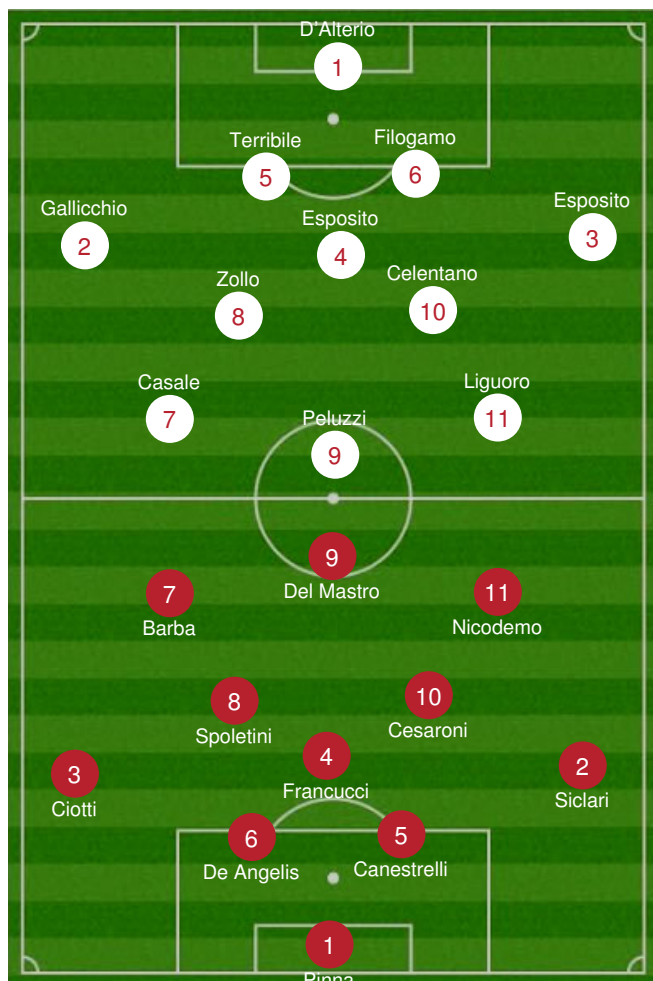 D'Alterio
1
Terribile
Filogamo
5
6
Gallicchio
Esposito
2
3
Esposito
4
Zollo
Celentano
8
10
Casale
Liguoro
7
11
Peluzzi
9
9
Del Mastro
7
11
Barba
Nicodemo
8
10
Spoletini
Cesaroni
4
Francucci
3
2
Ciotti
Siclari
6
5
De Angelis
Canestrelli
1
Pinna